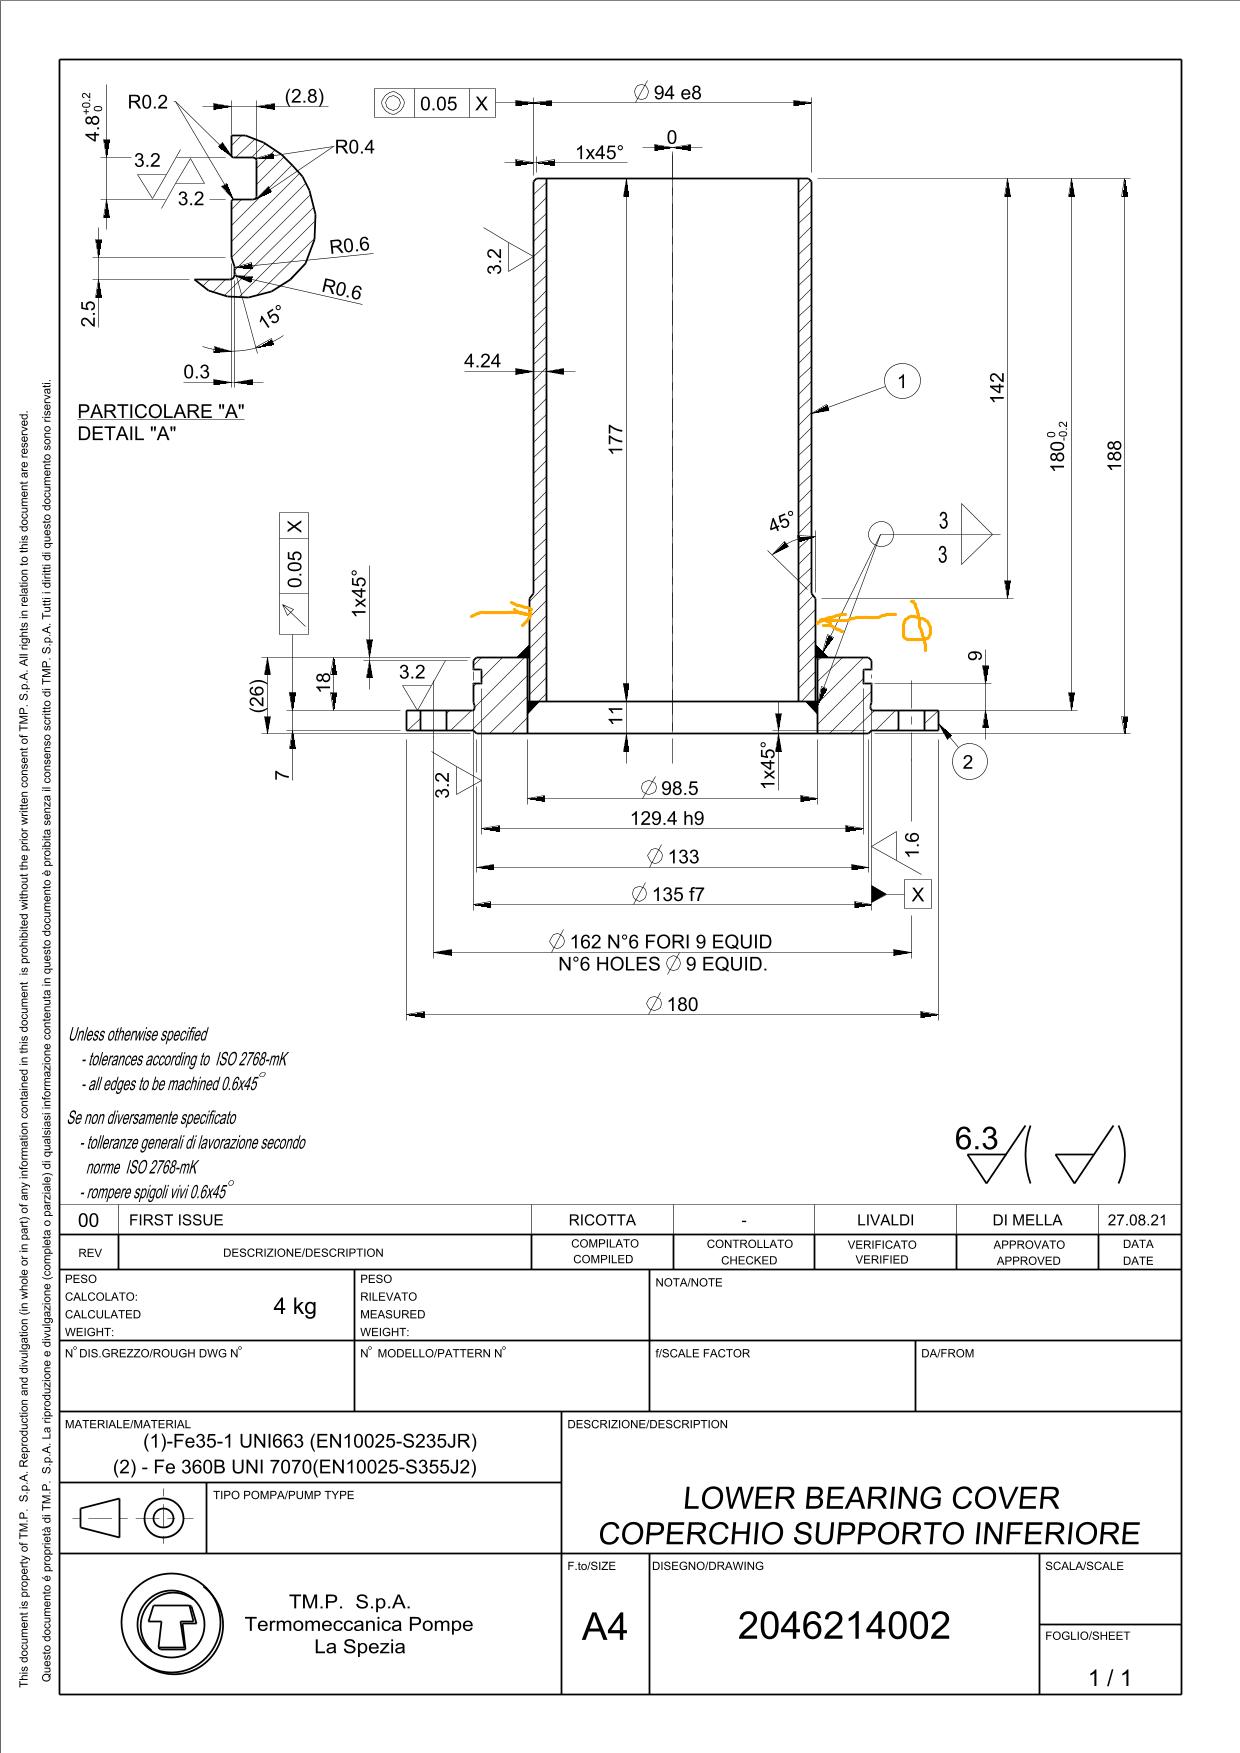 R0.2
(2.8)
4.8 +0.2 0
R0.4
3.2
3.2
R0.6
R0.6
2.5
15°
0.3
PARTICOLARE "A"
DETAIL "A"
0.05 X
Ø 94 e8
0
1x45°
3.2
4.24
1
177
142
180 0 -0.2
188
45°
3
3
0.05 X
1x45°
Ø
9
(26)
18
3.2
11
7
3.2
1x45°
2
Ø 98.5
129.4 h9
1.6
Ø 133
Ø 135 f7
X
Ø 162 N°6 FORI 9 EQUID
N°6 HOLES Ø 9 EQUID.
Ø 180
Unless otherwise specified
- tolerances according to ISO 2768-mK
- all edges to be machined 0.6x45°
Se non diversamente specificato
- tolleranze generali di lavorazione secondo
norme ISO 2768-mK
- rompere spigoli vivi 0.6x45°
6.3 ( )
00 FIRST ISSUE RICOTTA - LIVALDI DI MELLA 27.08.21
REV DESCRIZIONE/DESCRIPTION COMPILATO COMPILED CONTROLLATO CHECKED VERIFICATO VERIFIED APPROVATO APPROVED DATA DATE
PESO
CALCOLATO:
CALCULATED
WEIGHT:
4 kg
PESO
RILEVATO
MEASURED
WEIGHT:
NOTA/NOTE
N° DIS.GREZZO/ROUGH DWG N°
N° MODELLO/PATTERN N°
f/SCALE FACTOR
DA/FROM
MATERIALE/MATERIAL
(1)-Fe35-1 UNI663 (EN10025-S235JR)
(2) - Fe 360B UNI 7070(EN10025-S355J2)
DESCRIZIONE/DESCRIPTION
LOWER BEARING COVER
COPERCHIO SUPPORTO INFERIORE
TIPO POMPA/PUMP TYPE
TM.P. S.p.A.
Termomeccanica Pompe
La Spezia
F.to/SIZE
A4
DISEGNO/DRAWING
2046214002
SCALA/SCALE
FOGLIO/SHEET
1 / 1
This document is property of TM.P. S.p.A. Reproduction and divulgation (in whole or in part) of any information contained in this document is prohibited without the prior written consent of TM.P. S.p.A. All rights in relation to this document are reserved.
Questo documento é proprietà di TM.P. S.p.A. La riproduzione e divulgazione (completa o parziale) di qualsiasi informazione contenuta in questo documento è proibita senza il consenso scritto di TM.P. S.p.A. Tutti i diritti di questo documento sono riservati.